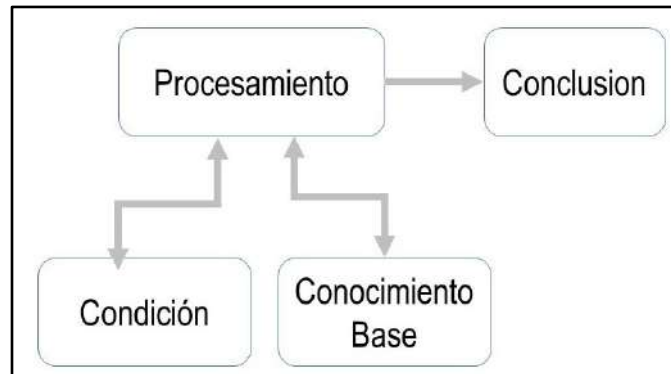 Procesamiento
Conclusion
Condición
Conocimiento
Base